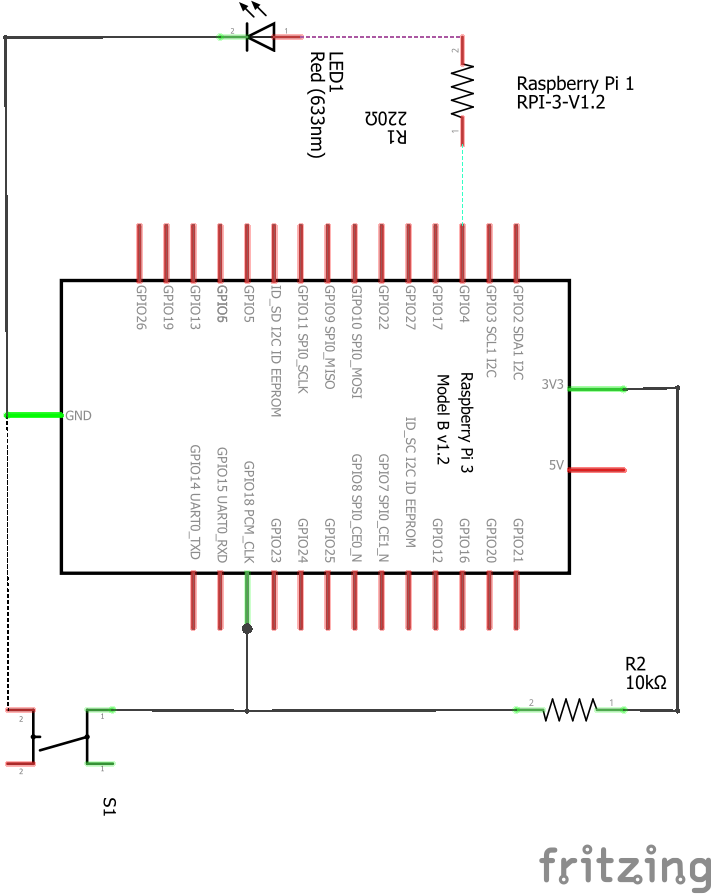 2
1
LED1
Red (633nm)
2
1
R1
220Ω
Raspberry Pi 1
RPI-3-V1.2
GPIO26
GPIO19
GPIO13
GPIO6
GPIO5
ID_SD I2C ID EEPROM
GPIO11 SPI0_SCLK
GPIO9 SPI0_MISO
GIPO10 SPI0_MOSI
GPIO22
GPIO27
GPIO17
GPIO4
GPIO3 SCL1 I2C
GPIO2 SDA1 I2C
3V3
5V
GND
Raspberry Pi 3
Model B v1.2
GPIO14 UART0_TXD
GPIO15 UART0_RXD
GPIO18 PCM_CLK
GPIO23
GPIO24
GPIO25
GPIO8 SPI0_CE0_N
GPIO7 SPI0_CE1_N
ID_SC I2C ID EEPROM
GPIO12
GPIO16
GPIO20
GPIO21
R2
10kΩ
2
1
2
1
2
1
S1
fritzing